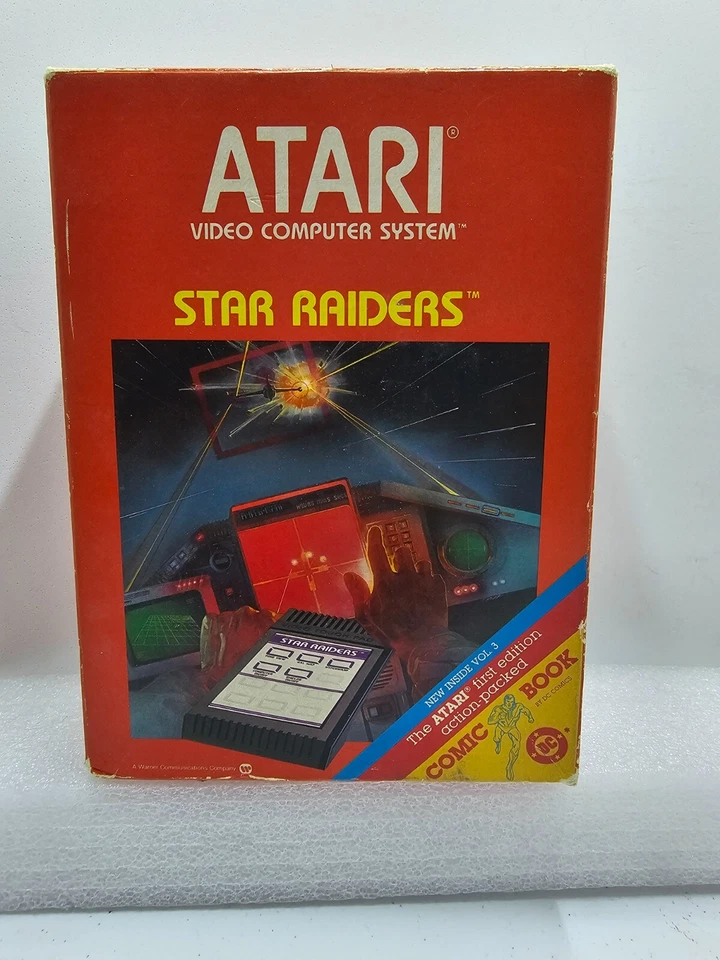 ATARI®
VIDEO COMPUTER SYSTEM™
STAR RAIDERS™
STAR RAIDERS™
NEW INSIDE VOL. 3
The ATARI® first edition
action-packed
COMIC BOOK
BY DC COMICS
DC
A Warner Communications Company